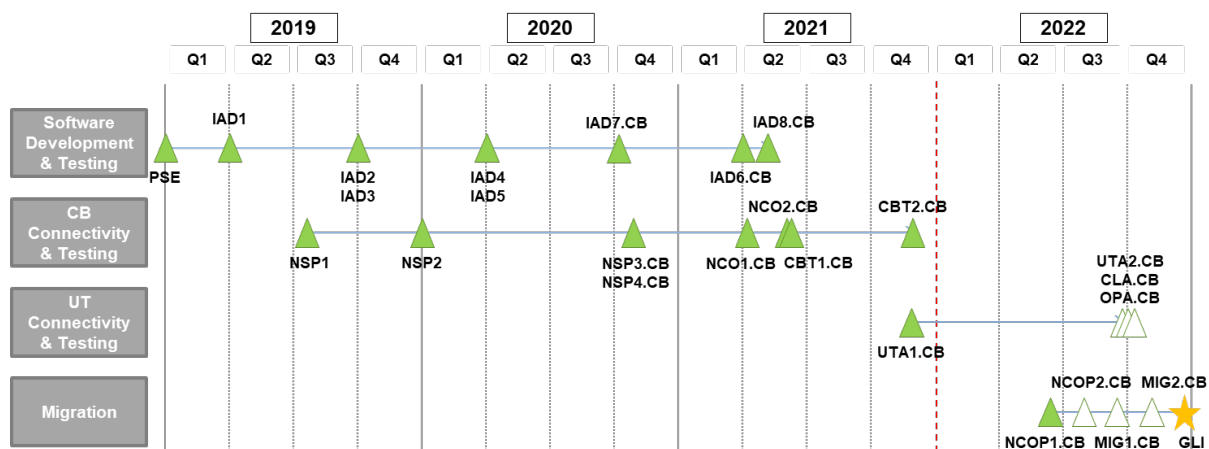 2019
2020
2021
2022
Q1 Q2 Q3 Q4 Q1 Q2 Q3 Q4 Q1 Q2 Q3 Q4 Q1 Q2 Q3 Q4
Software
Development
& Testing
IAD1
IAD7.CB
IAD8.CB
PSE
IAD2
IAD3
IAD4
IAD5
IAD6.CB
CB
Connectivity
& Testing
NCO2.CB
CBT2.CB
NSP1
NSP2
NSP3.CB
NSP4.CB
NCO1.CB
CBT1.CB
UT
Connectivity
& Testing
UTA2.CB
CLA.CB
OPA.CB
UTA1.CB
Migration
NCOP2.CB
MIG2.CB
NCOP1.CB
MIG1.CB
GLI